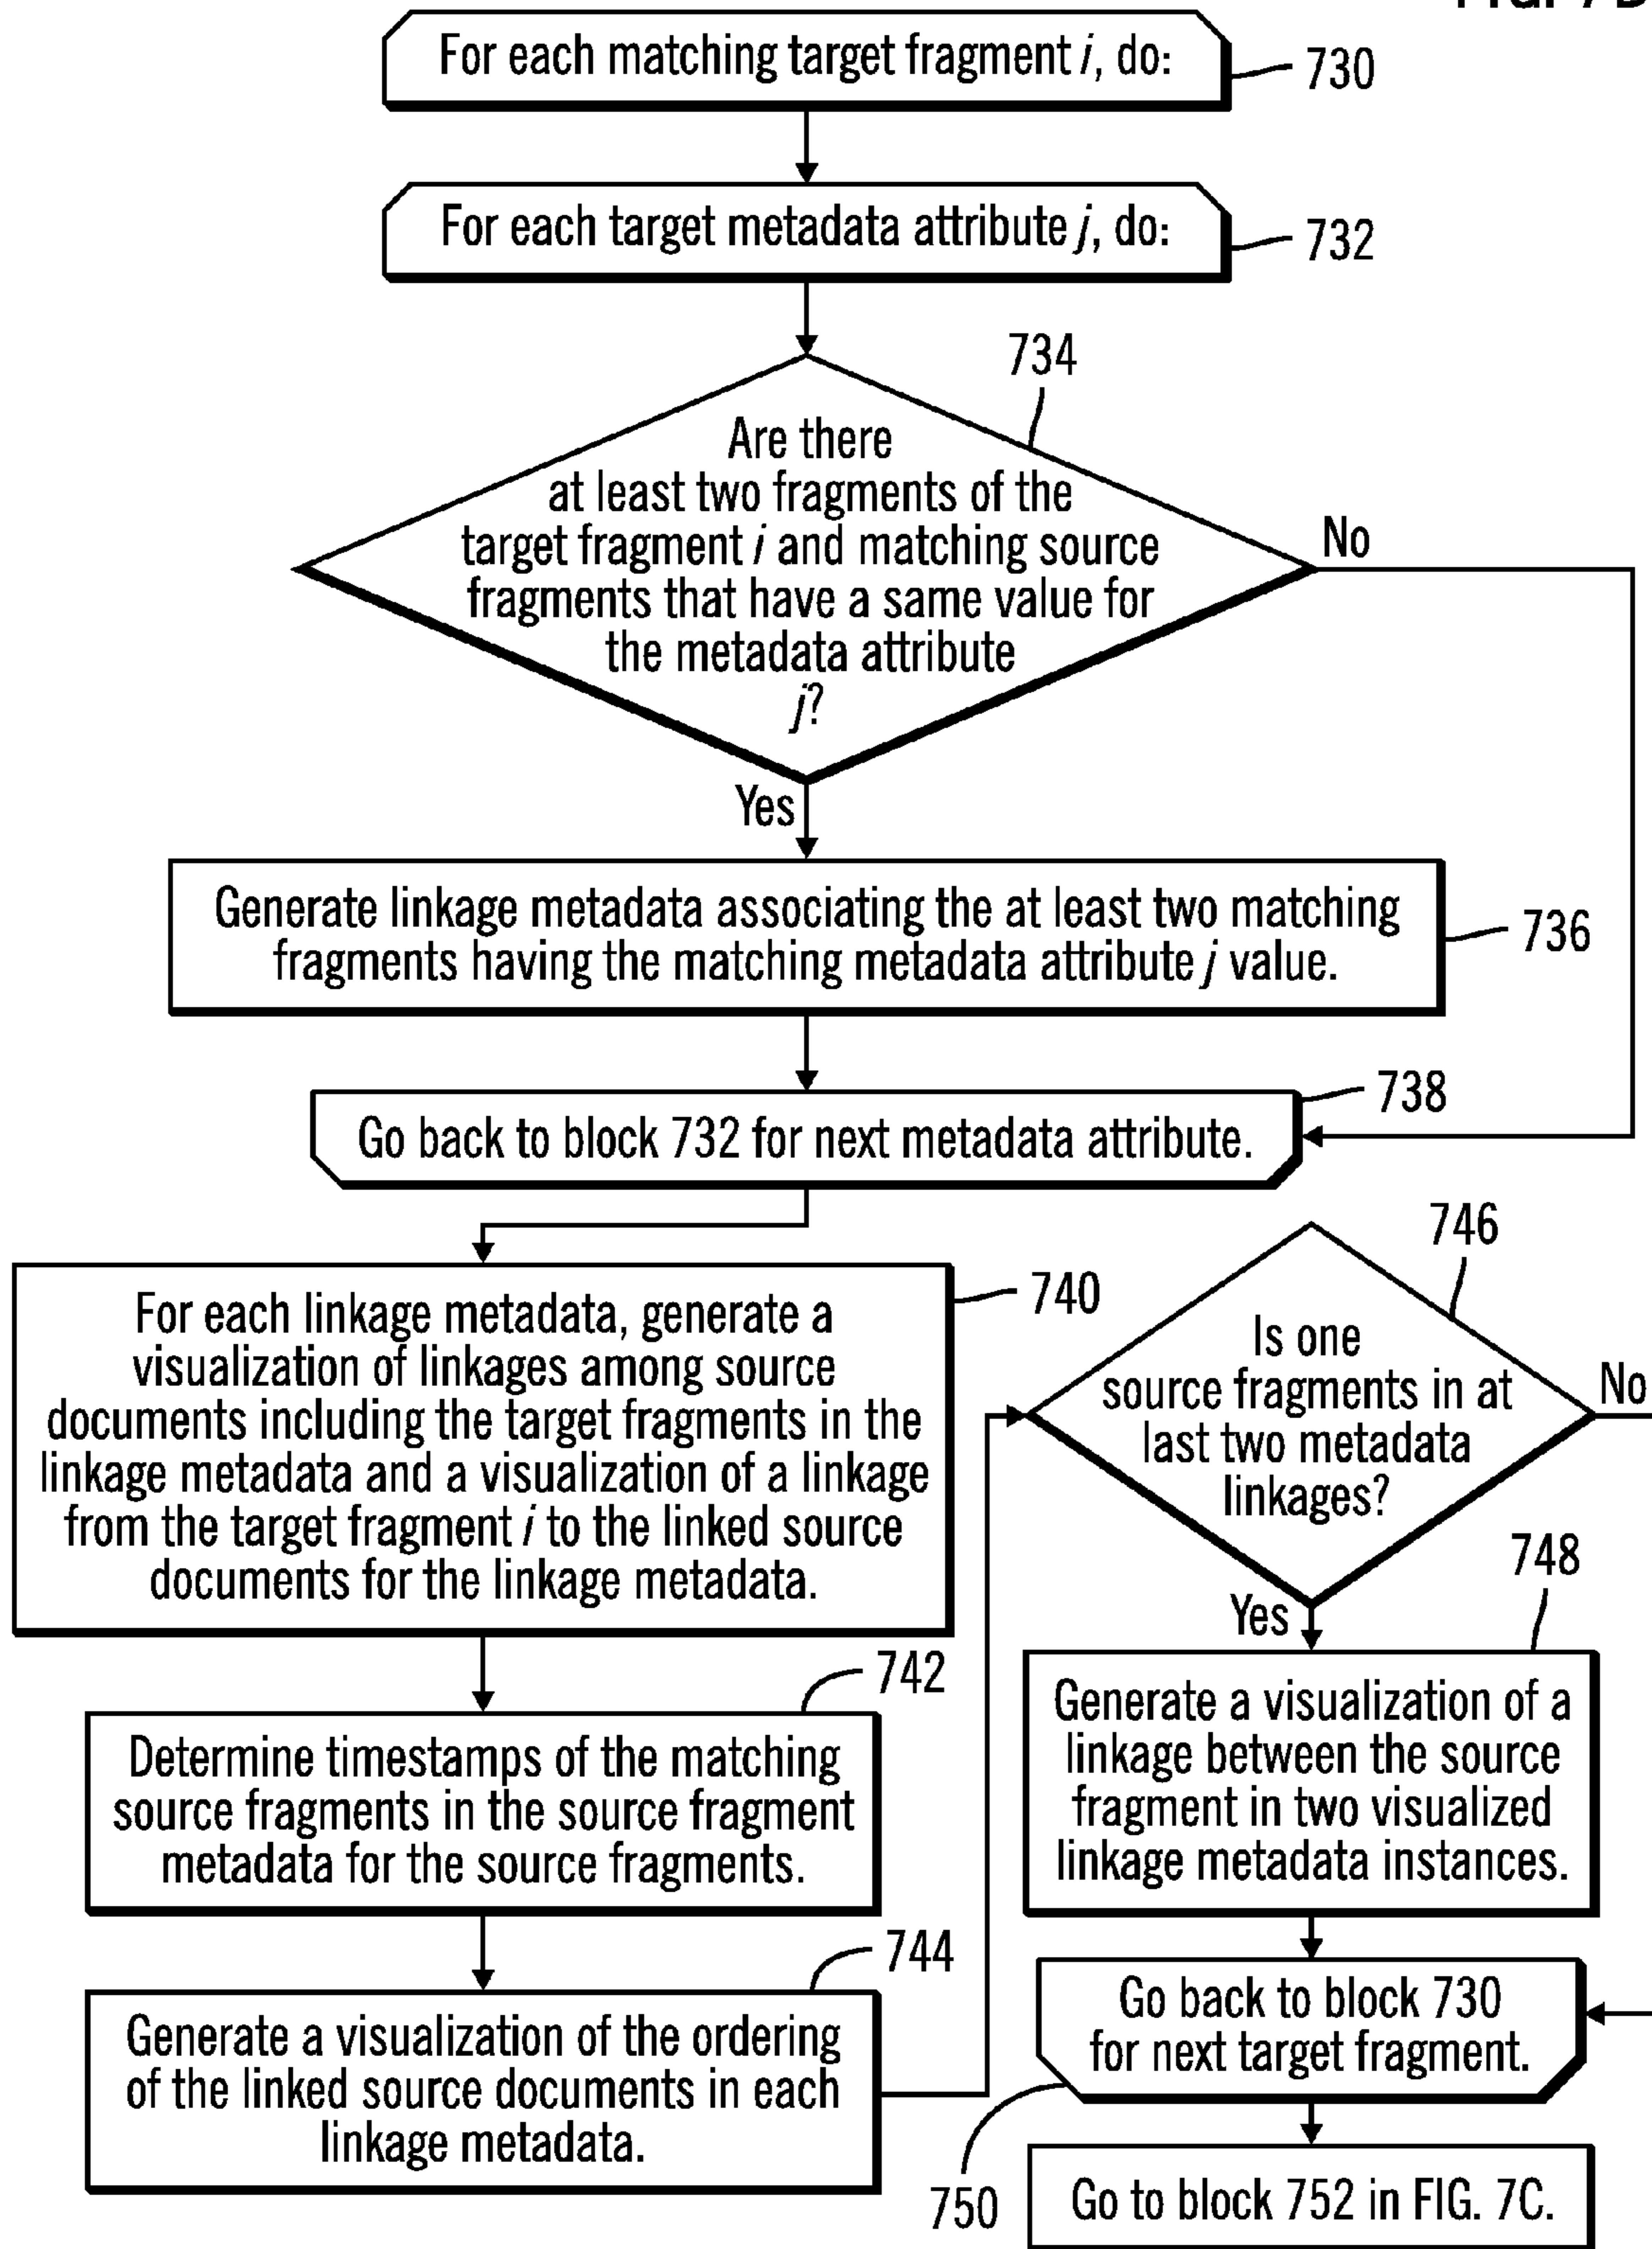 For each matching target fragment i, do:
730
For each target metadata attribute j, do:
732
734
Are there
at least two fragments of the
target fragment i and matching source
fragments that have a same value for
the metadata attribute
j?
No
Yes
Generate linkage metadata associating the at least two matching
fragments having the matching metadata attribute j value.
736
738
Go back to block 732 for next metadata attribute.
740
For each linkage metadata, generate a
visualization of linkages among source
documents including the target fragments in the
linkage metadata and a visualization of a linkage
from the target fragment i to the linked source
documents for the linkage metadata.
742
Determine timestamps of the matching
source fragments in the source fragment
metadata for the source fragments.
744
Generate a visualization of the ordering
of the linked source documents in each
linkage metadata.
746
Is one
source fragments in at
last two metadata
linkages?
No
Yes
748
Generate a visualization of a
linkage between the source
fragment in two visualized
linkage metadata instances.
Go back to block 730
for next target fragment.
750
Go to block 752 in FIG. 7C.